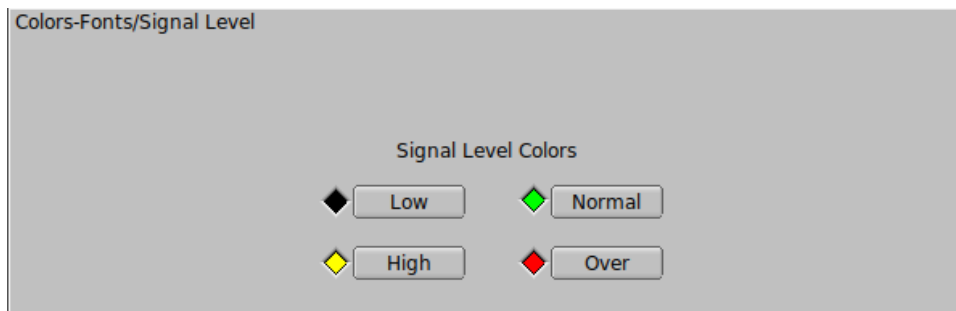 Colors-Fonts/Signal Level
Signal Level Colors
Low Normal
High Over